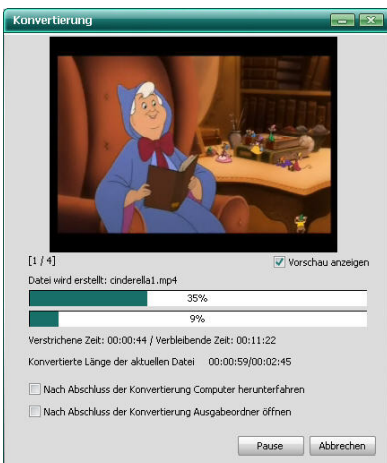 Konvertierung
[1 / 4]
Vorschau anzeigen
Datei wird erstellt: cinderella1.mp4
35%
9%
Verstrichene Zeit: 00:00:44 / Verbleibende Zeit: 00:11:22
Konvertierte Länge der aktuellen Datei 00:00:59/00:02:45
Nach Abschluss der Konvertierung Computer herunterfahren
Nach Abschluss der Konvertierung Ausgabeordner öffnen
Pause Abbrechen